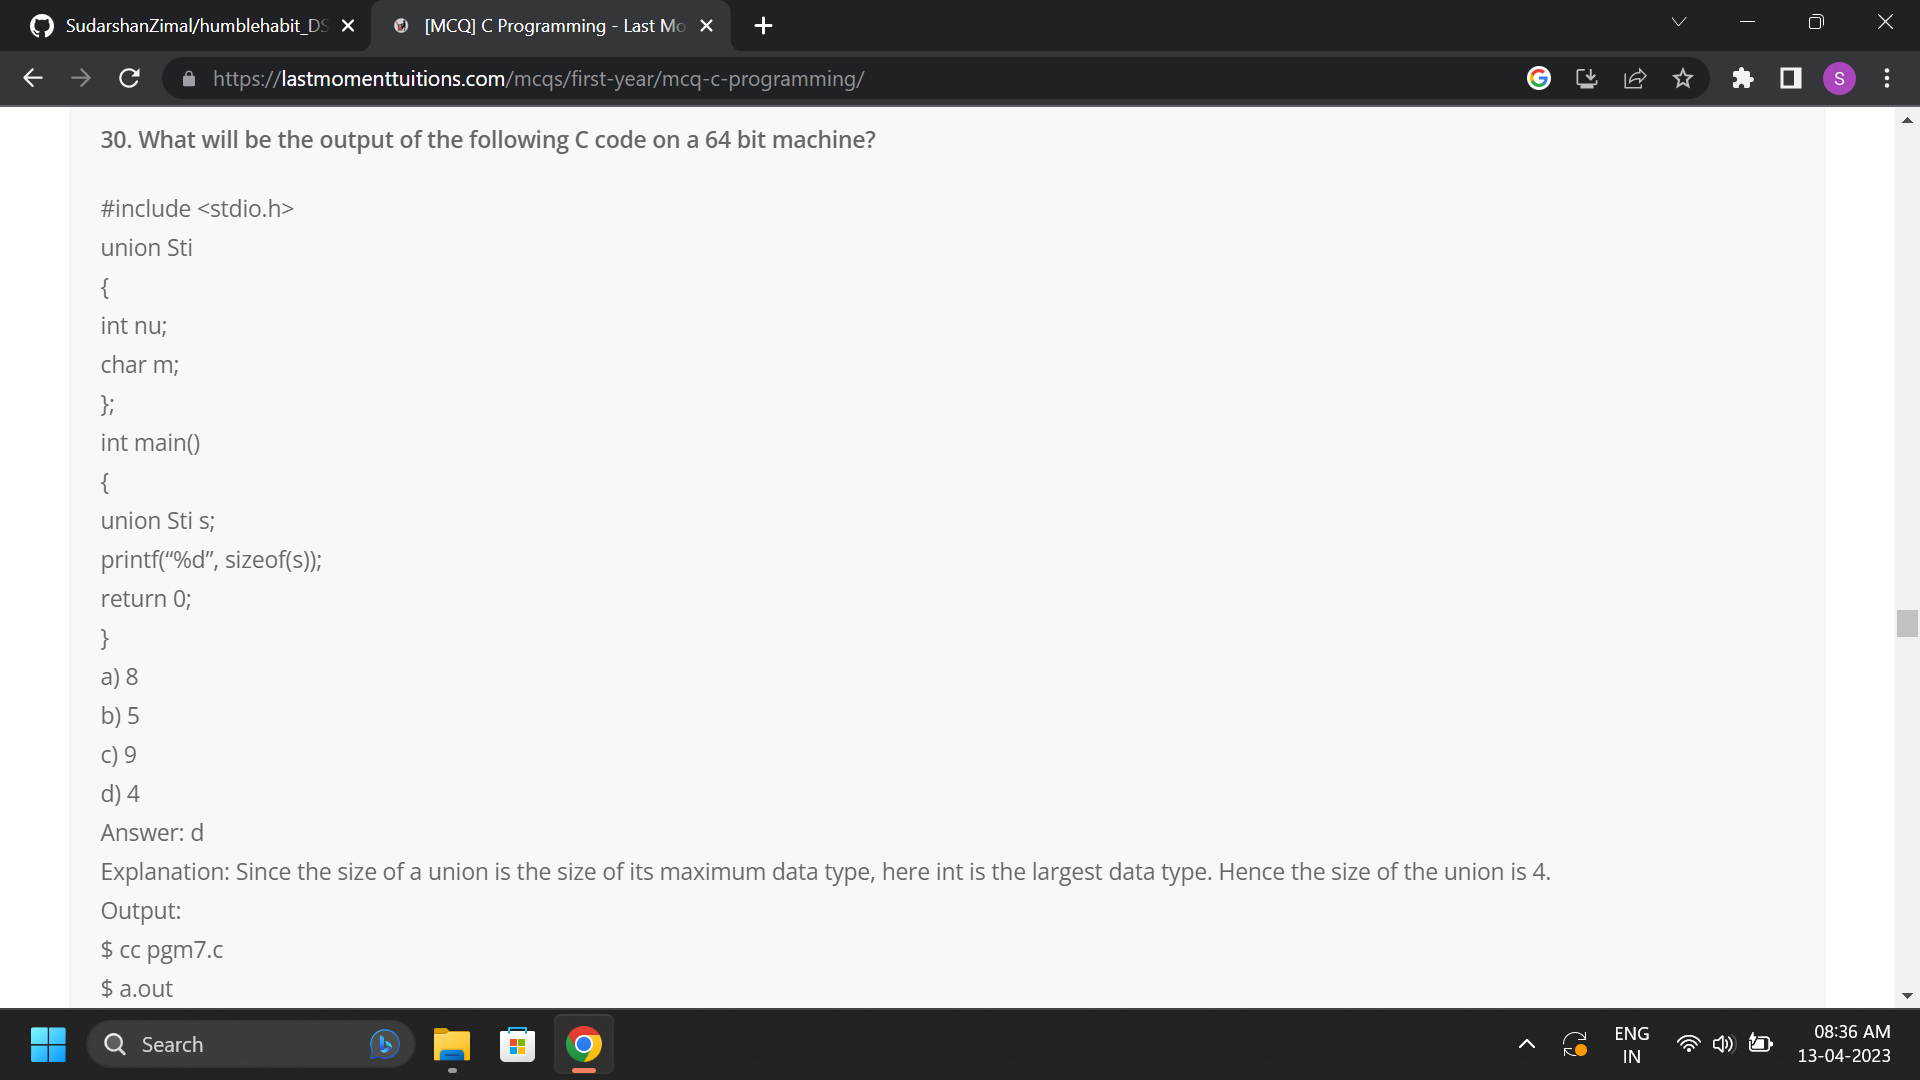 SudarshanZimal/humblehabit_DS
[MCQ] C Programming - Last Mo
https://lastmomenttuitions.com/mcqs/first-year/mcq-c-programming/
S
30. What will be the output of the following C code on a 64 bit machine?
#include <stdio.h>
union Sti
{
int nu;
char m;
};
int main()
{
union Sti s;
printf(“%d”, sizeof(s));
return 0;
}
a) 8
b) 5
c) 9
d) 4
Answer: d
Explanation: Since the size of a union is the size of its maximum data type, here int is the largest data type. Hence the size of the union is 4.
Output:
$ cc pgm7.c
$ a.out
Search
ENG
IN
08:36 AM
13-04-2023